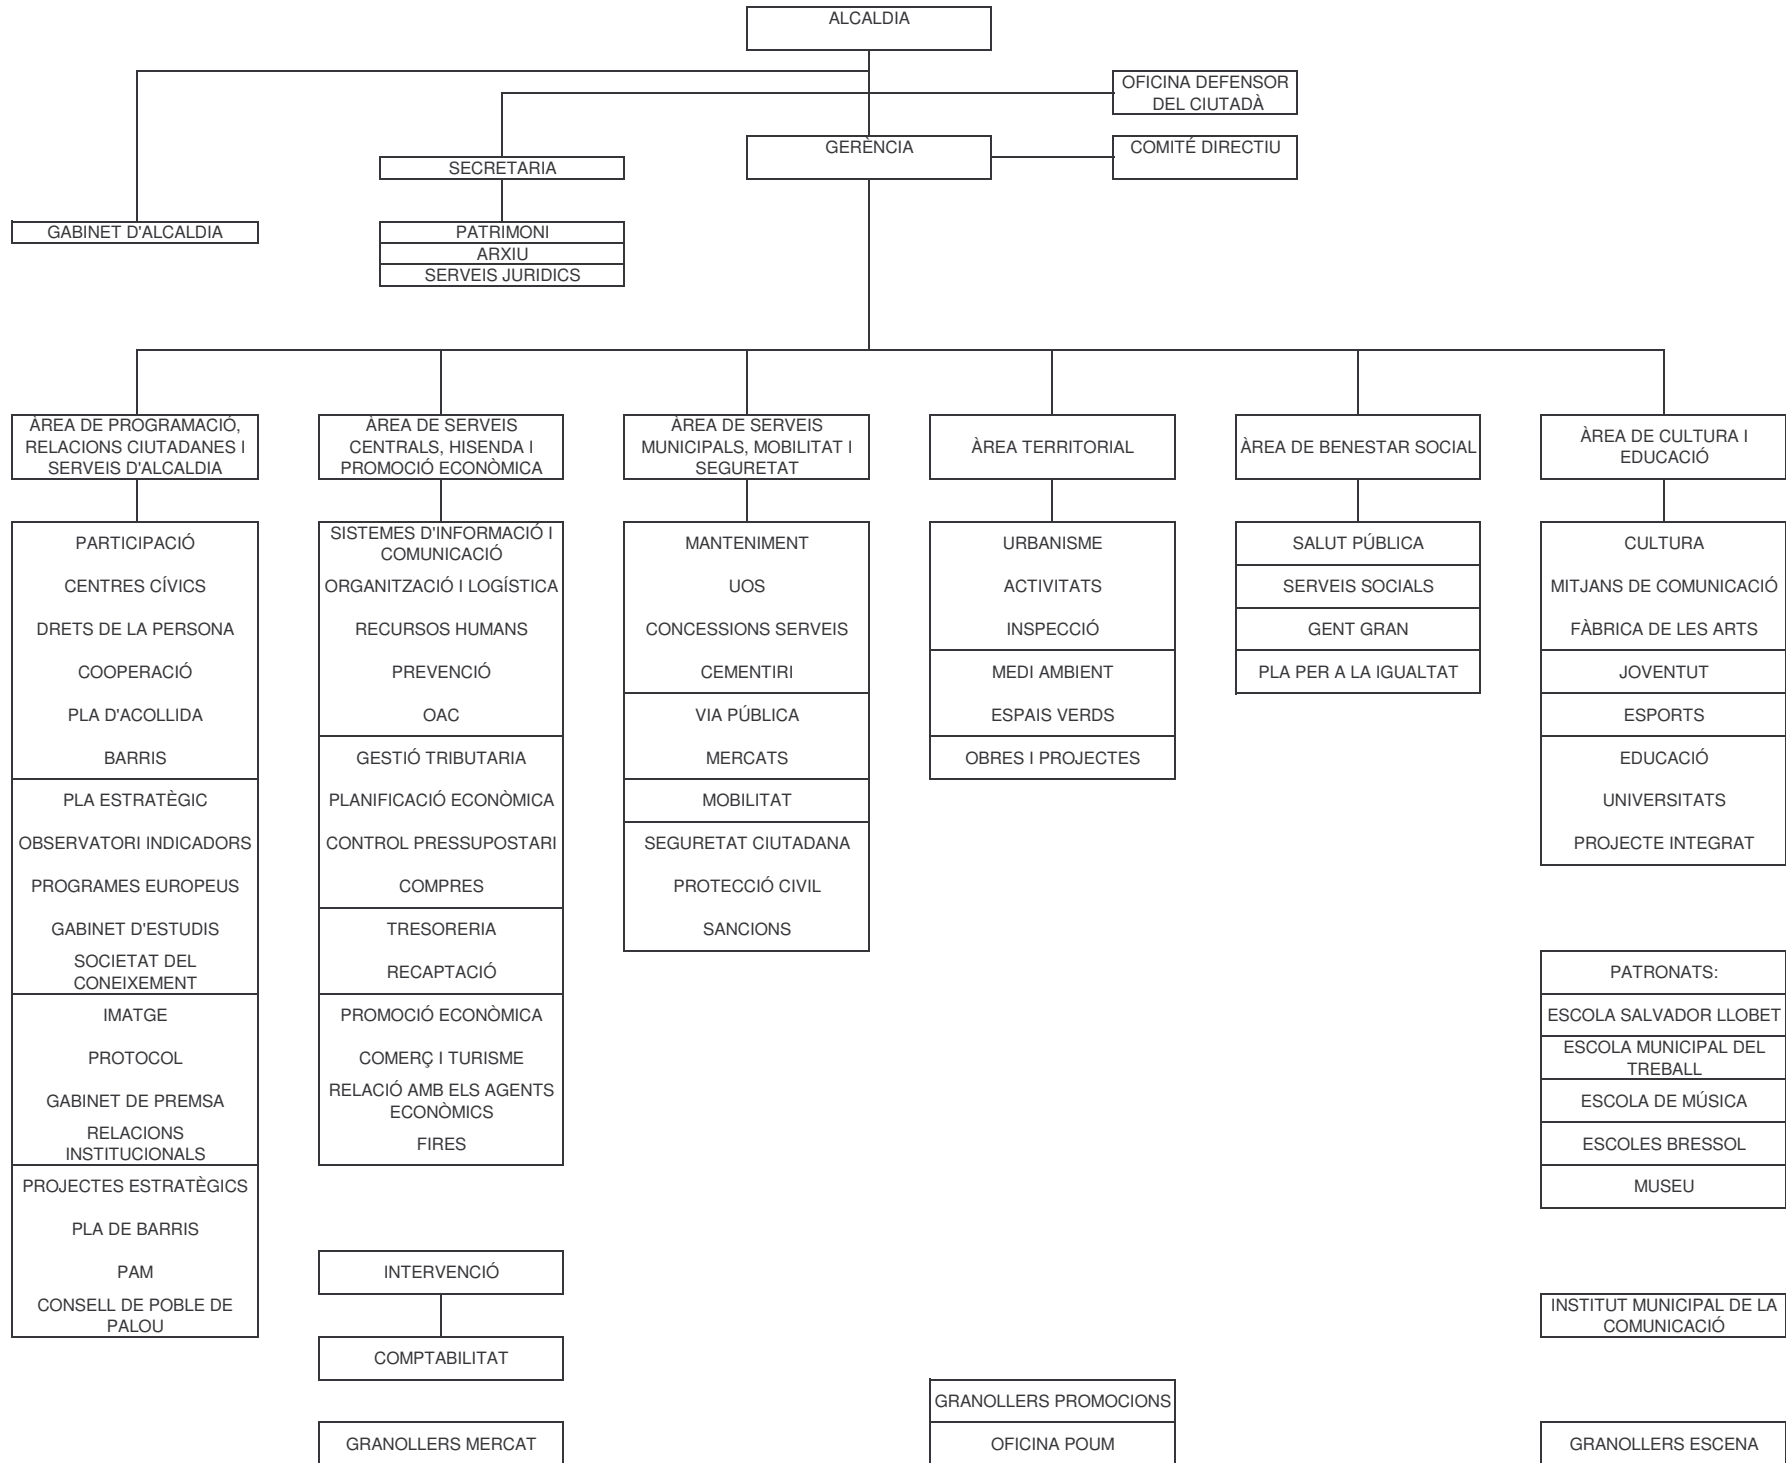 ALCALDIA
OFICINA DEFENSOR
DEL CIUTADÀ
GERÈNCIA
COMITÉ DIRECTIU
SECRETARIA
GABINET D'ALCALDIA
PATRIMONI
ARXIU
SERVEIS JURIDICS
ÀREA DE PROGRAMACIÓ,
RELACIONS CIUTADANES I
SERVEIS D'ALCALDIA
PARTICIPACIÓ
CENTRES CÍVICS
DRETS DE LA PERSONA
COOPERACIÓ
PLA D'ACOLLIDA
BARRIS
PLA ESTRATÈGIC
OBSERVATORI INDICADORS
PROGRAMES EUROPEUS
GABINET D'ESTUDIS
SOCIETAT DEL
CONEIXEMENT
IMATGE
PROTOCOL
GABINET DE PREMSA
RELACIONS
INSTITUCIONALS
PROJECTES ESTRATÈGICS
PLA DE BARRIS
PAM
CONSELL DE POBLE DE
PALOU
ÀREA DE SERVEIS
CENTRALS, HISENDA I
PROMOCIÓ ECONÒMICA
SISTEMES D'INFORMACIÓ I
COMUNICACIÓ
ORGANITZACIÓ I LOGÍSTICA
RECURSOS HUMANS
PREVENCIÓ
OAC
GESTIÓ TRIBUTARIA
PLANIFICACIÓ ECONÒMICA
CONTROL PRESSUPOSTARI
COMPRES
TRESORERIA
RECAPTACIÓ
PROMOCIÓ ECONÒMICA
COMERÇ I TURISME
RELACIÓ AMB ELS AGENTS
ECONÒMICS
FIRES
INTERVENCIÓ
COMPTABILITAT
GRANOLLERS MERCAT
ÀREA DE SERVEIS
MUNICIPALS, MOBILITAT I
SEGURETAT
MANTENIMENT
UOS
CONCESSIONS SERVEIS
CEMENTIRI
VIA PÚBLICA
MERCATS
MOBILITAT
SEGURETAT CIUTADANA
PROTECCIÓ CIVIL
SANCIONS
ÀREA TERRITORIAL
URBANISME
ACTIVITATS
INSPECCIÓ
MEDI AMBIENT
ESPAIS VERDS
OBRES I PROJECTES
GRANOLLERS PROMOCIONS
OFICINA POUM
ÀREA DE BENESTAR SOCIAL
SALUT PÚBLICA
SERVEIS SOCIALS
GENT GRAN
PLA PER A LA IGUALTAT
ÀREA DE CULTURA I
EDUCACIÓ
CULTURA
MITJANS DE COMUNICACIÓ
FÀBRICA DE LES ARTS
JOVENTUT
ESPORTS
EDUCACIÓ
UNIVERSITATS
PROJECTE INTEGRAT
PATRONATS:
ESCOLA SALVADOR LLOBET
ESCOLA MUNICIPAL DEL
TREBALL
ESCOLA DE MÚSICA
ESCOLES BRESSOL
MUSEU
INSTITUT MUNICIPAL DE LA
COMUNICACIÓ
GRANOLLERS ESCENA